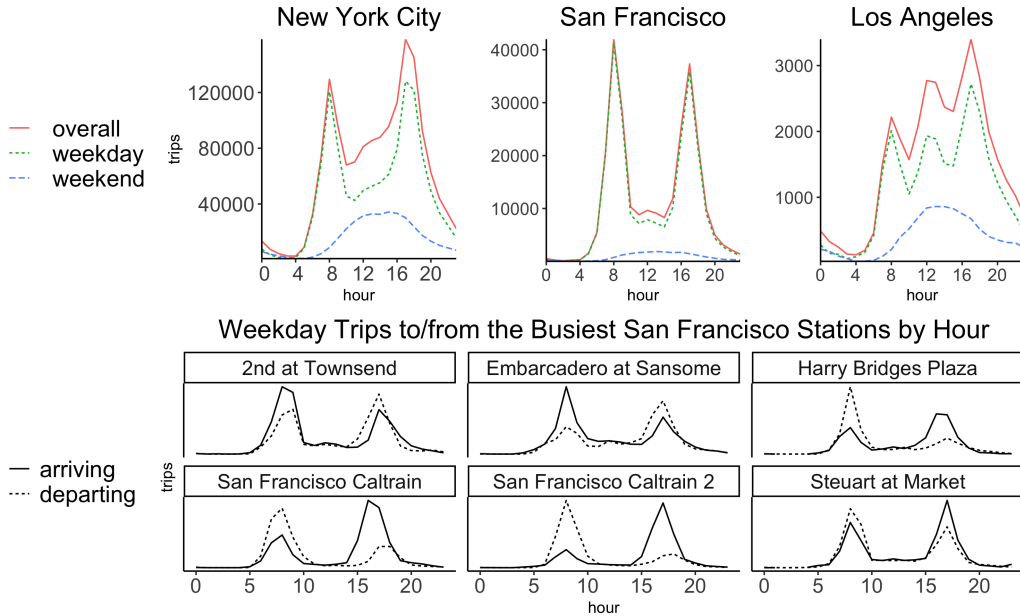 New York City
San Francisco
Los Angeles
overall
weekday
weekend
trips
120000
80000
40000
0 4 8 12 16 20
hour
40000
30000
20000
10000
0 4 8 12 16 20
hour
3000
2000
1000
0 4 8 12 16 20
hour
Weekday Trips to/from the Busiest San Francisco Stations by Hour
2nd at Townsend
Embarcadero at Sansome
Harry Bridges Plaza
arriving
departing
trips
San Francisco Caltrain
San Francisco Caltrain 2
Steuart at Market
0 5 10 15 20
0 5 10 15 20
0 5 10 15 20
hour